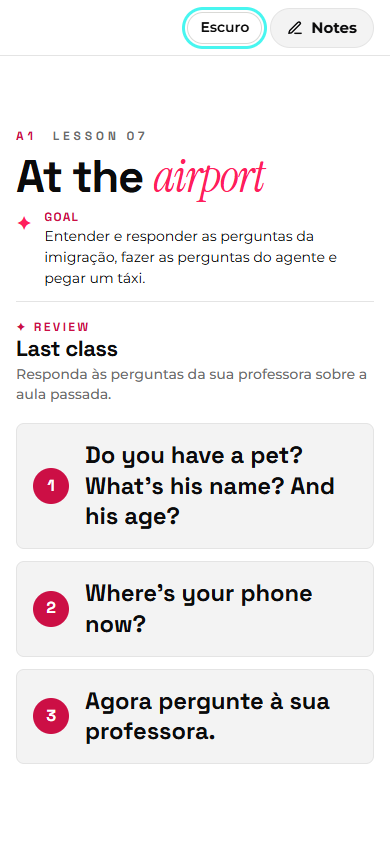 Escuro
Notes
A1 LESSON 07
At the airport
GOAL
Entender e responder as perguntas da
imigração, fazer as perguntas do agente e
pegar um táxi.
REVIEW
Last class
Responda às perguntas da sua professora sobre a
aula passada.
1
Do you have a pet?
What's his name? And
his age?
2
Where's your phone
now?
3
Agora pergunte à sua
professora.